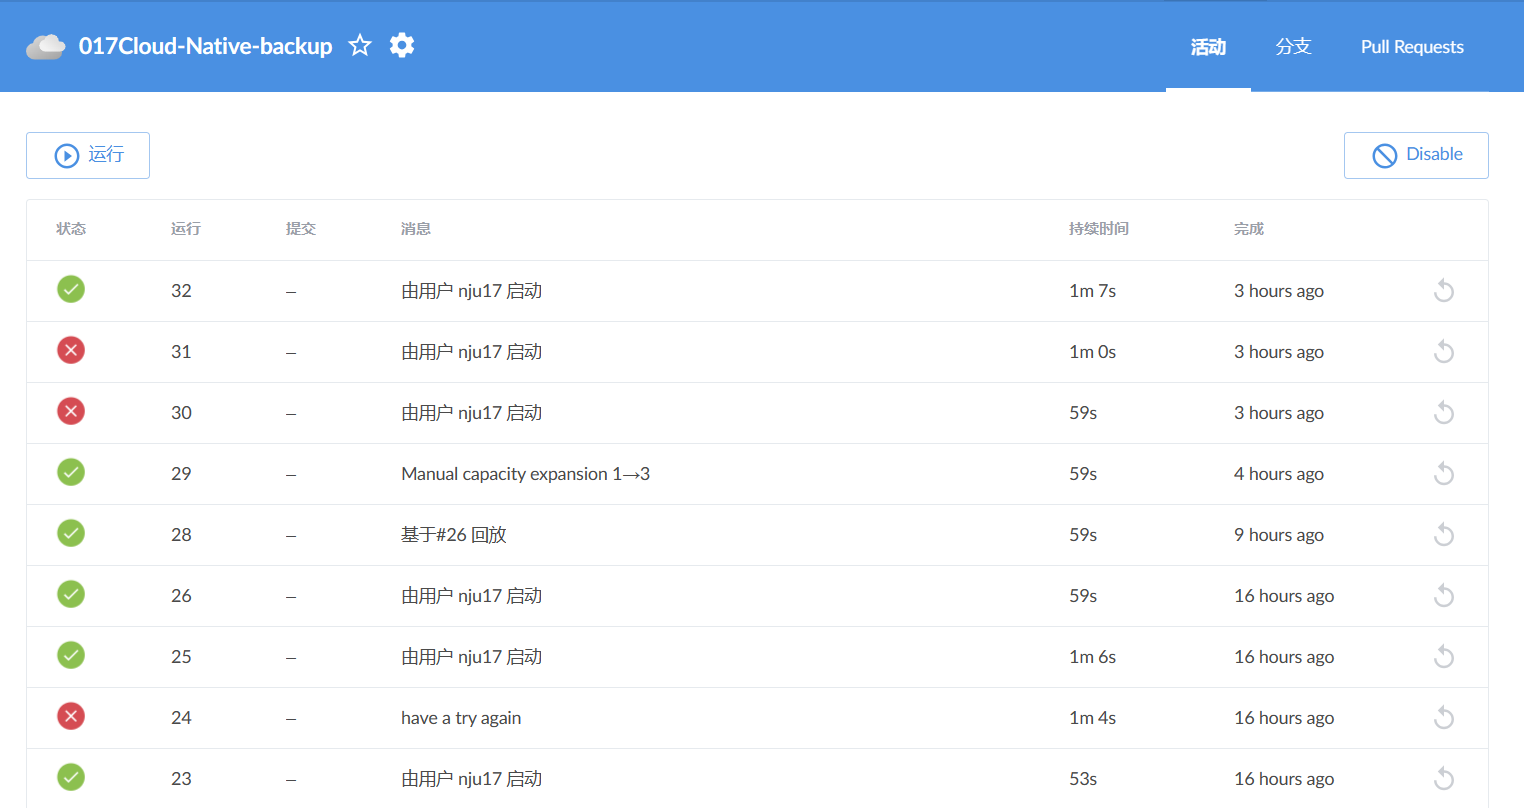 017Cloud-Native-backup 活动 分支 Pull Requests
运行 Disable
状态 运行 提交 消息 持续时间 完成
32 – 由用户 nju17 启动 1m 7s 3 hours ago
31 – 由用户 nju17 启动 1m 0s 3 hours ago
30 – 由用户 nju17 启动 59s 3 hours ago
29 – Manual capacity expansion 1→3 59s 4 hours ago
28 – 基于#26 回放 59s 9 hours ago
26 – 由用户 nju17 启动 59s 16 hours ago
25 – 由用户 nju17 启动 1m 6s 16 hours ago
24 – have a try again 1m 4s 16 hours ago
23 – 由用户 nju17 启动 53s 16 hours ago